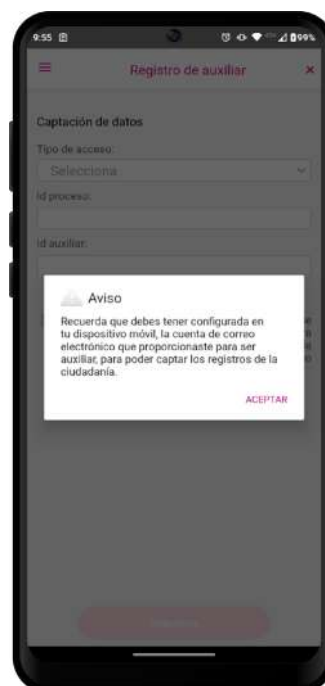 9:55
99%
Registro de auxiliar
Captación de datos
Tipo de acceso:
Selecciona
Id proceso:
Id auxiliar:
Aviso
Recuerda que debes tener configurada en
tu dispositivo móvil, la cuenta de correo
electrónico que proporcionaste para ser
auxiliar, para poder captar los registros de la
ciudadanía.
ACEPTAR